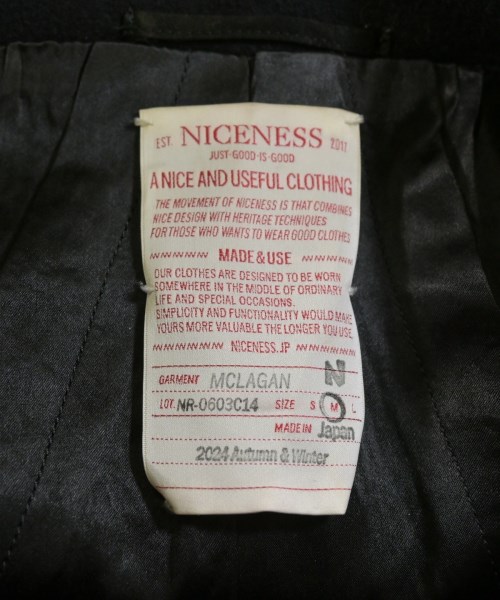 EST. NICENESS 2017
JUST·GOOD·IS·GOOD
A NICE AND USEFUL CLOTHING
THE MOVEMENT OF NICENESS IS THAT COMBINES
NICE DESIGN WITH HERITAGE TECHNIQUES
FOR THOSE WHO WANTS TO WEAR GOOD CLOTHES
MADE & USE
OUR CLOTHES ARE DESIGNED TO BE WORN
SOMEWHERE IN THE MIDDLE OF ORDINARY
LIFE AND SPECIAL OCCASIONS.
SIMPLICITY AND FUNCTIONALITY WOULD MAKE
YOURS MORE VALUABLE THE LONGER YOU USE.
NICENESS.JP
GARMENT MCLAGAN N
LOT. NR-0603C14 SIZE S M L
MADE IN Japan
2024 Autumn & Winter